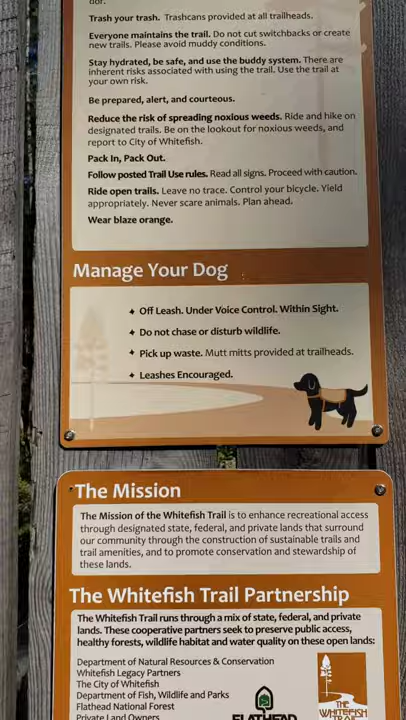 Trash your trash. Trashcans provided at all trailheads.
Everyone maintains the trail. Do not cut switchbacks or create
new trails. Please avoid muddy conditions.
Stay hydrated, be safe, and use the buddy system. There are
inherent risks associated with using the trail. Use the trail at
your own risk.
Be prepared, alert, and courteous.
Reduce the risk of spreading noxious weeds. Ride and hike on
designated trails. Be on the lookout for noxious weeds, and
report to City of Whitefish.
Pack In, Pack Out.
Follow posted Trail Use rules. Read all signs. Proceed with caution.
Ride open trails. Leave no trace. Control your bicycle. Yield
appropriately. Never scare animals. Plan ahead.
Wear blaze orange.
Manage Your Dog
Off Leash. Under Voice Control. Within Sight.
Do not chase or disturb wildlife.
Pick up waste. Mutt mitts provided at trailheads.
Leashes Encouraged.
The Mission
The Mission of the Whitefish Trail is to enhance recreational access
through designated state, federal, and private lands that surround
our community through the construction of sustainable trails and
trail amenities, and to promote conservation and stewardship of
these lands.
The Whitefish Trail Partnership
The Whitefish Trail runs through a mix of state, federal, and private
lands. These cooperative partners seek to preserve public access,
healthy forests, wildlife habitat and water quality on these open lands:
Department of Natural Resources & Conservation
Whitefish Legacy Partners
The City of Whitefish
Department of Fish, Wildlife and Parks
Flathead National Forest
Private Land Owners
FLATHEAD
THE
WHITEFISH